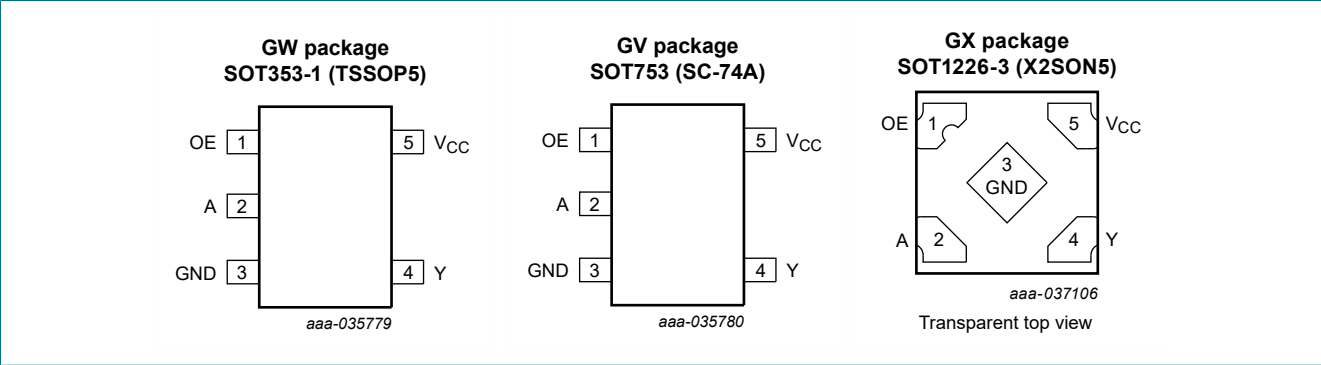 GW package
SOT353-1 (TSSOP5)
OE 1
5 VCC
A 2
GND 3
4 Y
aaa-035779
GV package
SOT753 (SC-74A)
OE 1
5 VCC
A 2
GND 3
4 Y
aaa-035780
GX package
SOT1226-3 (X2SON5)
OE 1
5 VCC
3
GND
A 2
4 Y
aaa-037106
Transparent top view